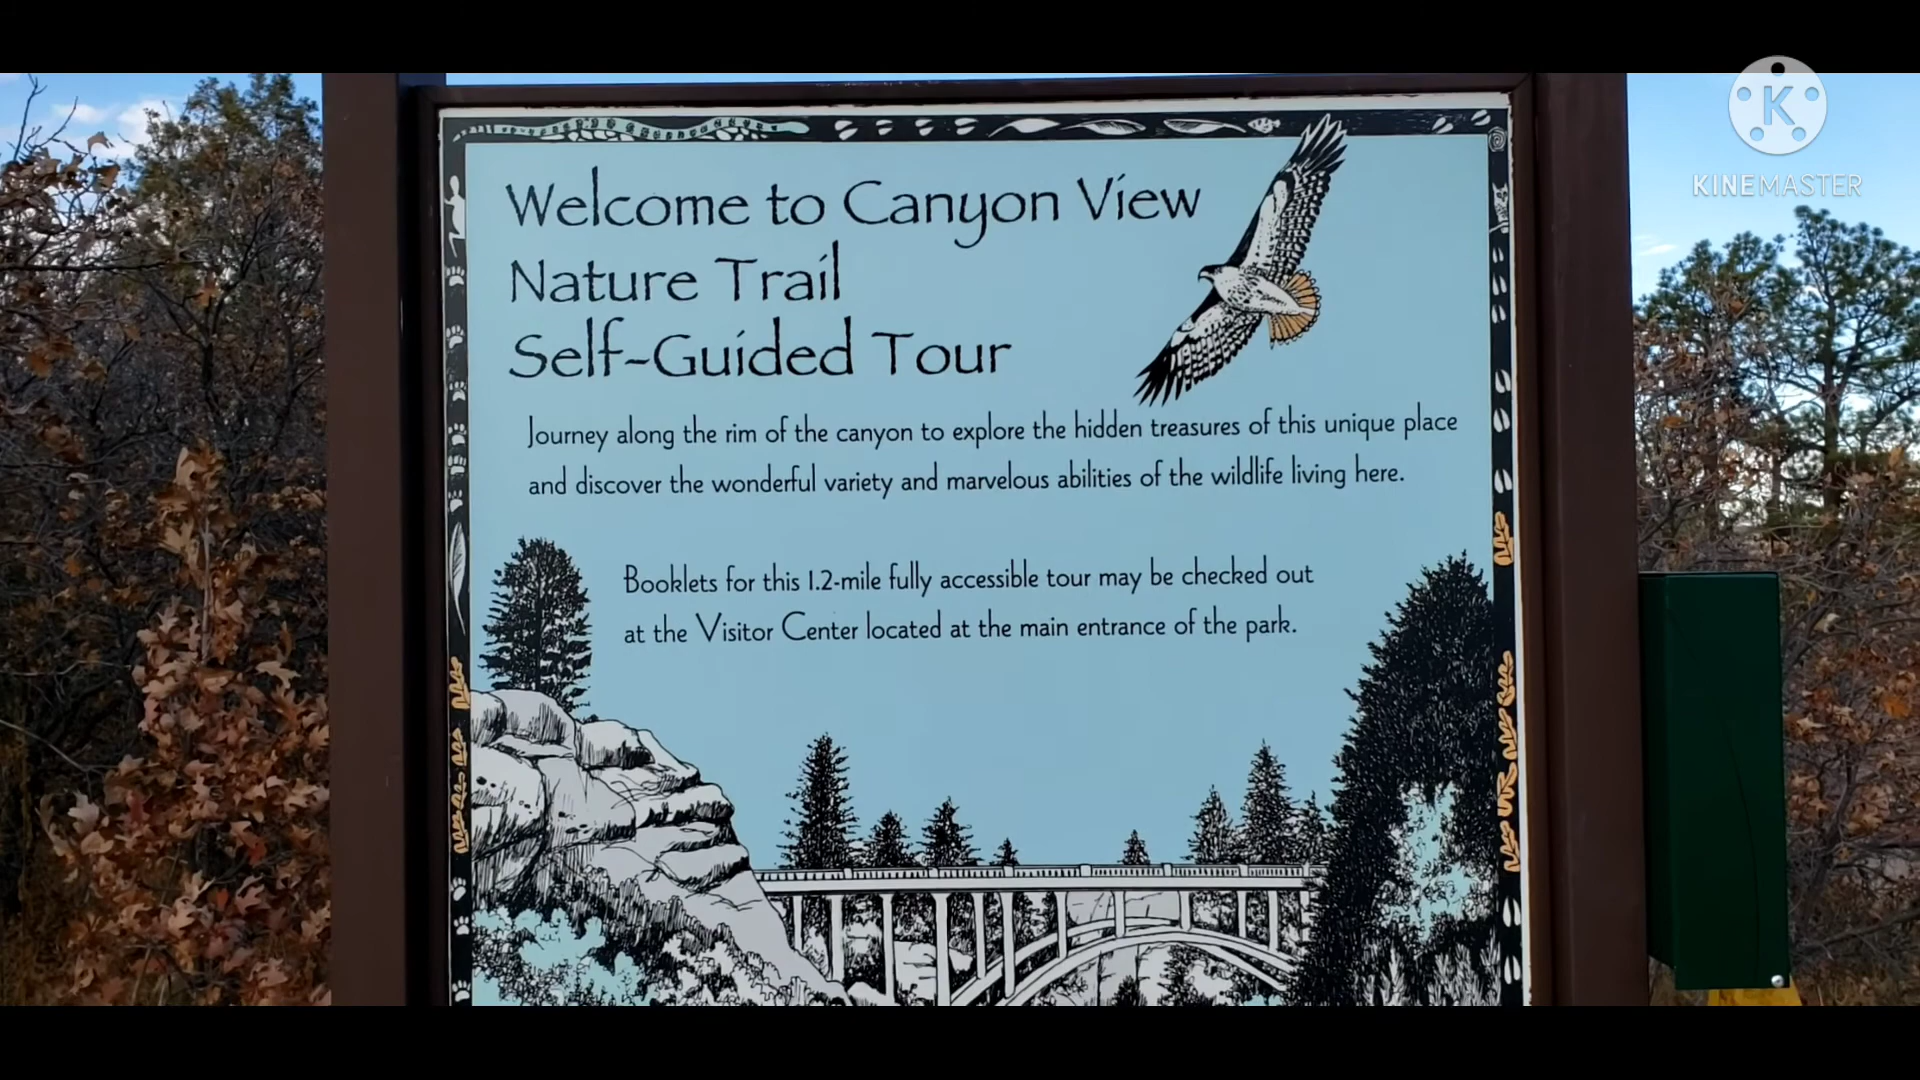 Welcome to Canyon View
Nature Trail
Self-Guided Tour
Journey along the rim of the canyon to explore the hidden treasures of this unique place
and discover the wonderful variety and marvelous abilities of the wildlife living here.
Booklets for this 1.2-mile fully accessible tour may be checked out
at the Visitor Center located at the main entrance of the park.
K
KINEMASTER